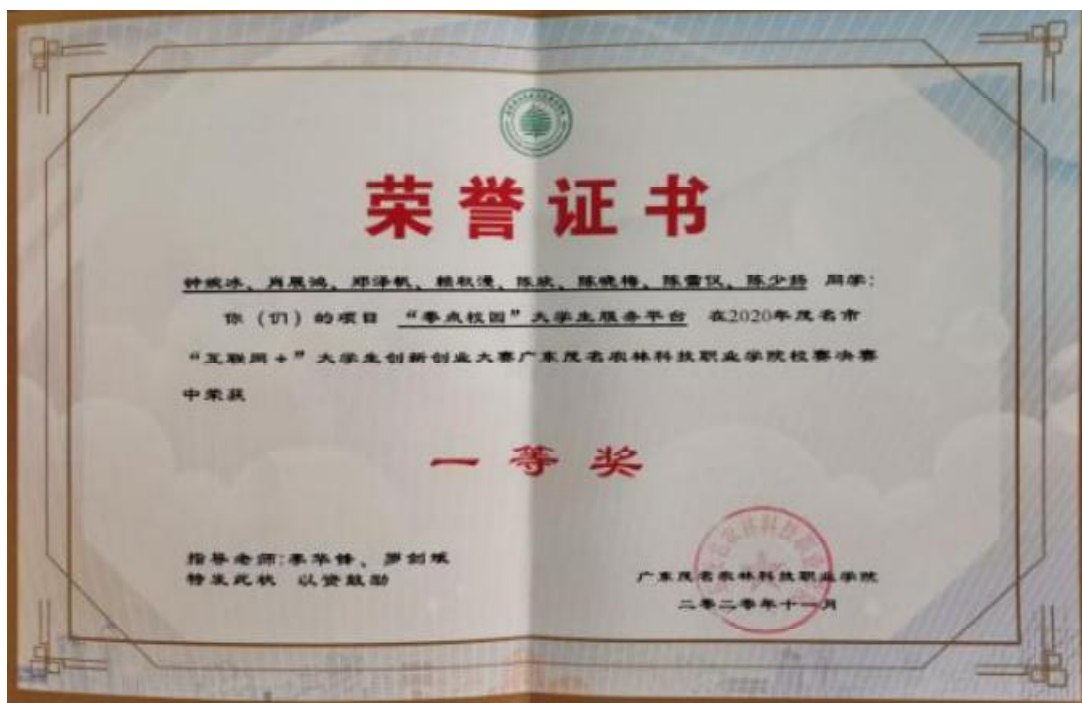 荣誉证书
钟婉冰、肖展鸿、郑泽帆、赖秋漫、陈欣、陈晓梅、陈雷仪、陈少扬 同学：
你（们）的项目 “零点校园”大学生服务平台 在2020年茂名市
“互联网+”大学生创新创业大赛广东茂名农林科技职业学院校赛决赛
中荣获
一等奖
指导老师:季华锋、罗剑斌
特发此状 以资鼓励
广东茂名农林科技职业学院
二零二零年十一月